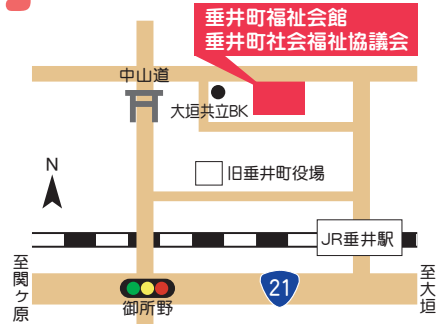 垂井町福祉会館
垂井町社会福祉協議会
中山道
大垣共立BK
旧垂井町役場
N
JR垂井駅
至関ヶ原
至大垣
21
御所野